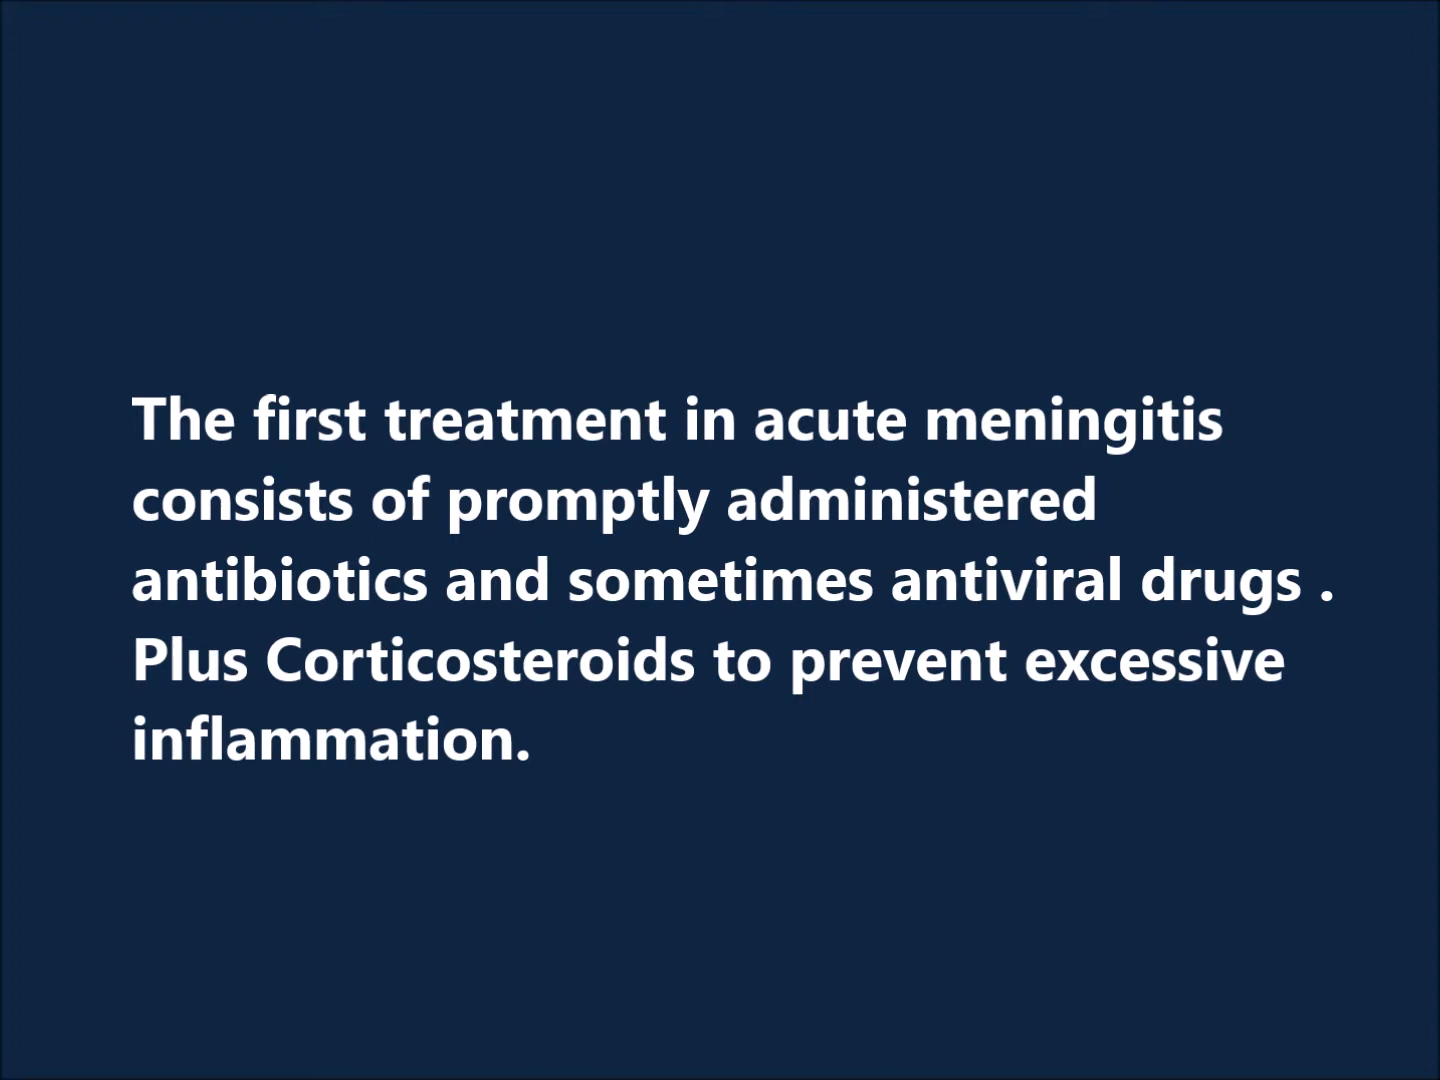 The first treatment in acute meningitis
consists of promptly administered
antibiotics and sometimes antiviral drugs .
Plus Corticosteroids to prevent excessive
inflammation.